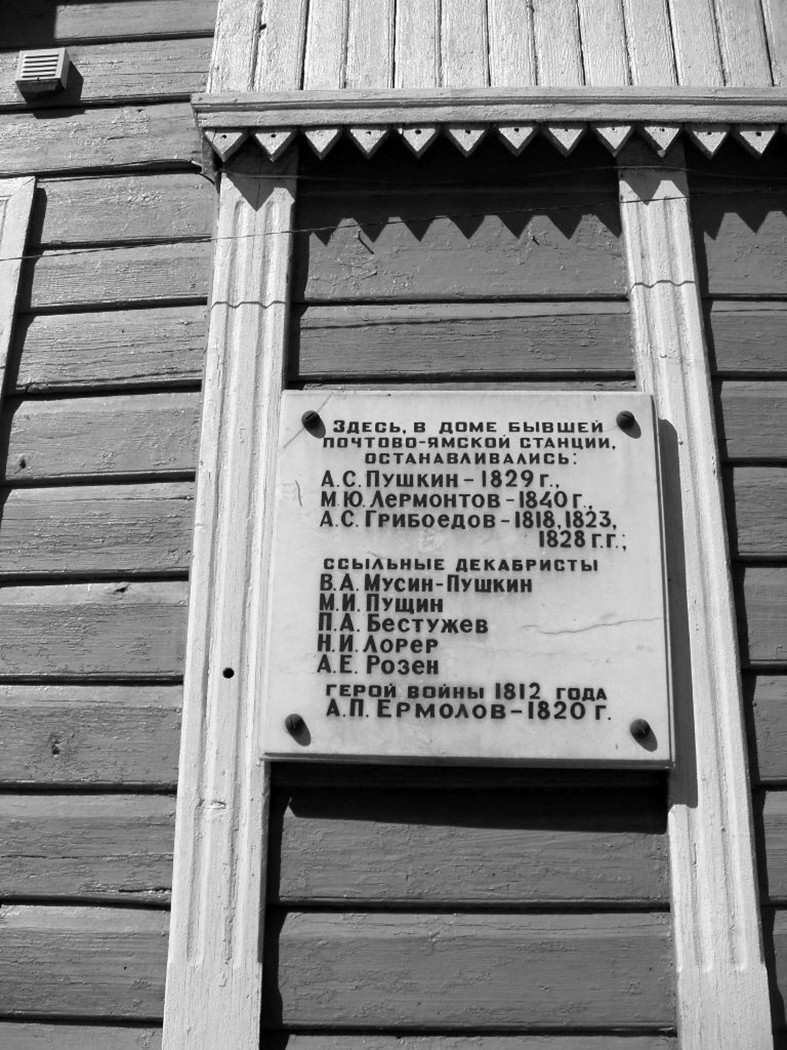 Здесь, в доме бывшей
почтово-ямской станции,
останавливались:
А.С. Пушкин – 1829 г.,
М.Ю. Лермонтов – 1840 г.,
А.С. Грибоедов – 1818, 1823,
1828 г.г.;
ссыльные декабристы
В.А. Мусин-Пушкин
М.И. Пущин
П.А. Бестужев
Н.И. Лорер
А.Е. Розен
герой войны 1812 года
А.П. Ермолов – 1820 г.